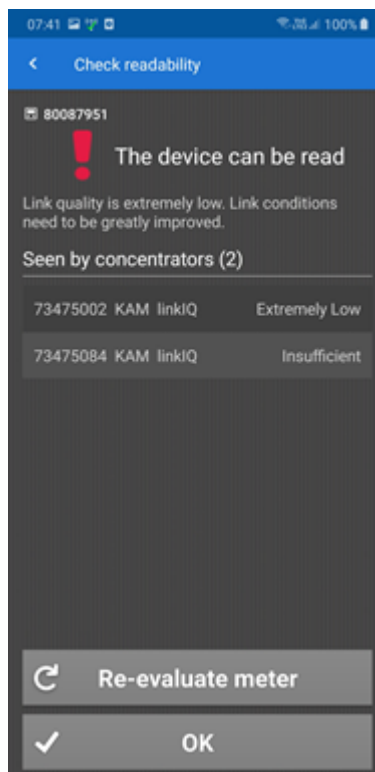 07:41 100%
Check readability
80087951
The device can be read
Link quality is extremely low. Link conditions
need to be greatly improved.
Seen by concentrators (2)
73475002 KAM linkIQ Extremely Low
73475084 KAM linkIQ Insufficient
Re-evaluate meter
OK